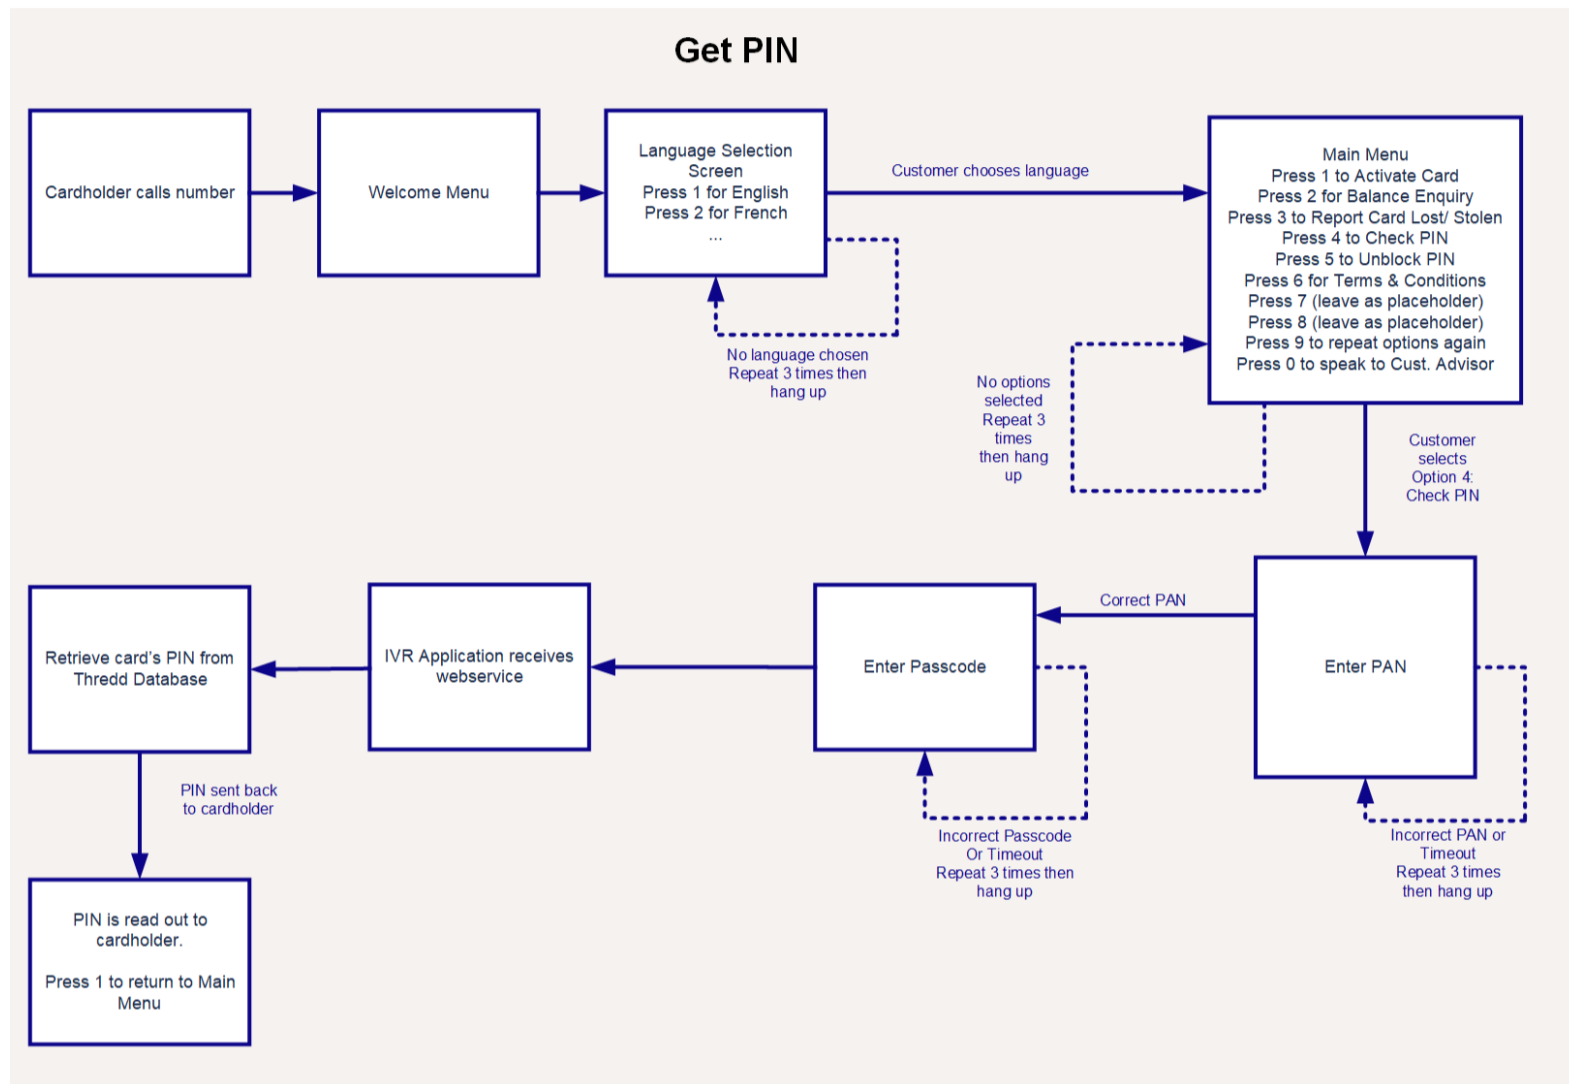 Get PIN
Cardholder calls number
Welcome Menu
Language Selection
Screen
Press 1 for English
Press 2 for French
...
Customer chooses language
Main Menu
Press 1 to Activate Card
Press 2 for Balance Enquiry
Press 3 to Report Card Lost/ Stolen
Press 4 to Check PIN
Press 5 to Unblock PIN
Press 6 for Terms & Conditions
Press 7 (leave as placeholder)
Press 8 (leave as placeholder)
Press 9 to repeat options again
Press 0 to speak to Cust. Advisor
No language chosen
Repeat 3 times then
hang up
No options
selected
Repeat 3
times
then hang
up
Customer
selects
Option 4:
Check PIN
Enter PAN
Correct PAN
Incorrect PAN or
Timeout
Repeat 3 times
then hang up
Enter Passcode
Incorrect Passcode
Or Timeout
Repeat 3 times then
hang up
IVR Application receives
webservice
Retrieve card's PIN from
Thredd Database
PIN sent back
to cardholder
PIN is read out to
cardholder.
Press 1 to return to Main
Menu